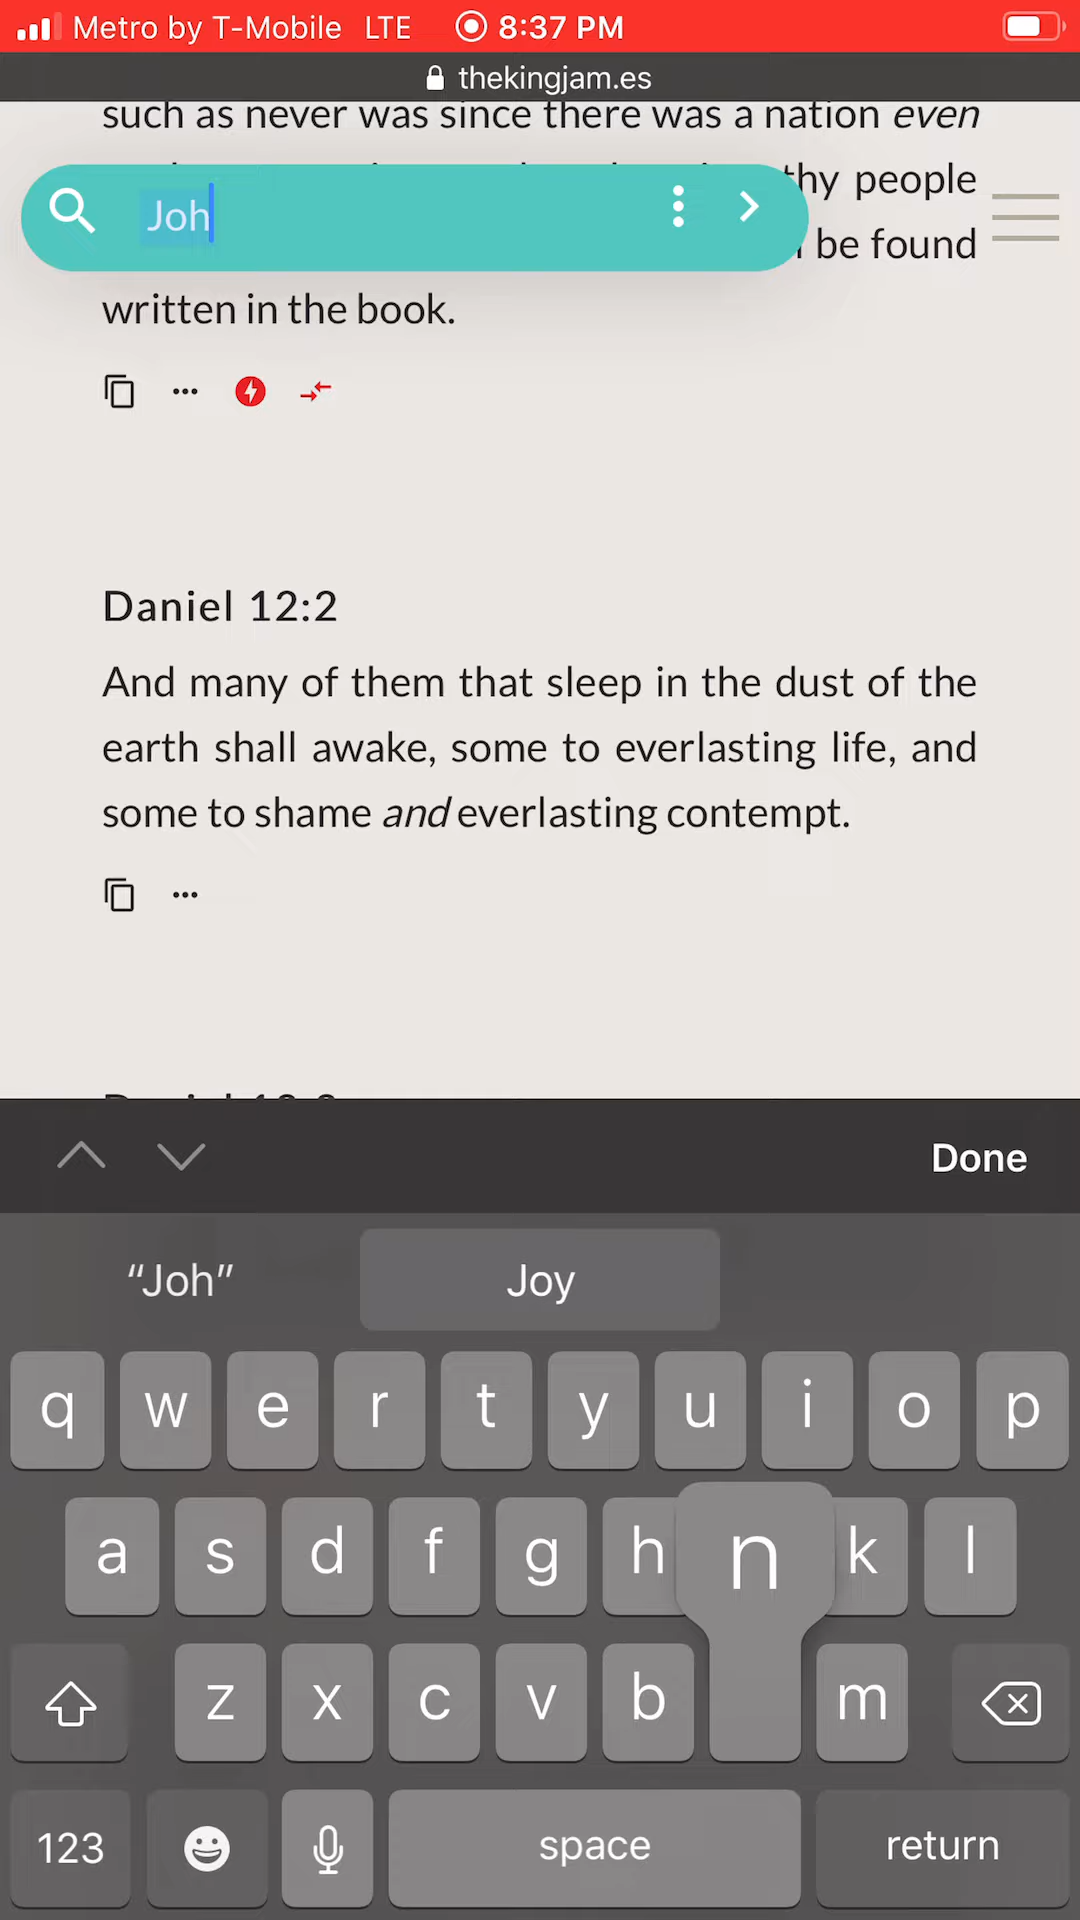 Metro by T-Mobile LTE 8:37 PM
thekingjam.es
such as never was since there was a nation even
thy people
Joh
be found
written in the book.
Daniel 12:2
And many of them that sleep in the dust of the
earth shall awake, some to everlasting life, and
some to shame and everlasting contempt.
Done
“Joh” Joy
q w e r t y u i o p
a s d f g h n k l
z x c v b m
123 space return